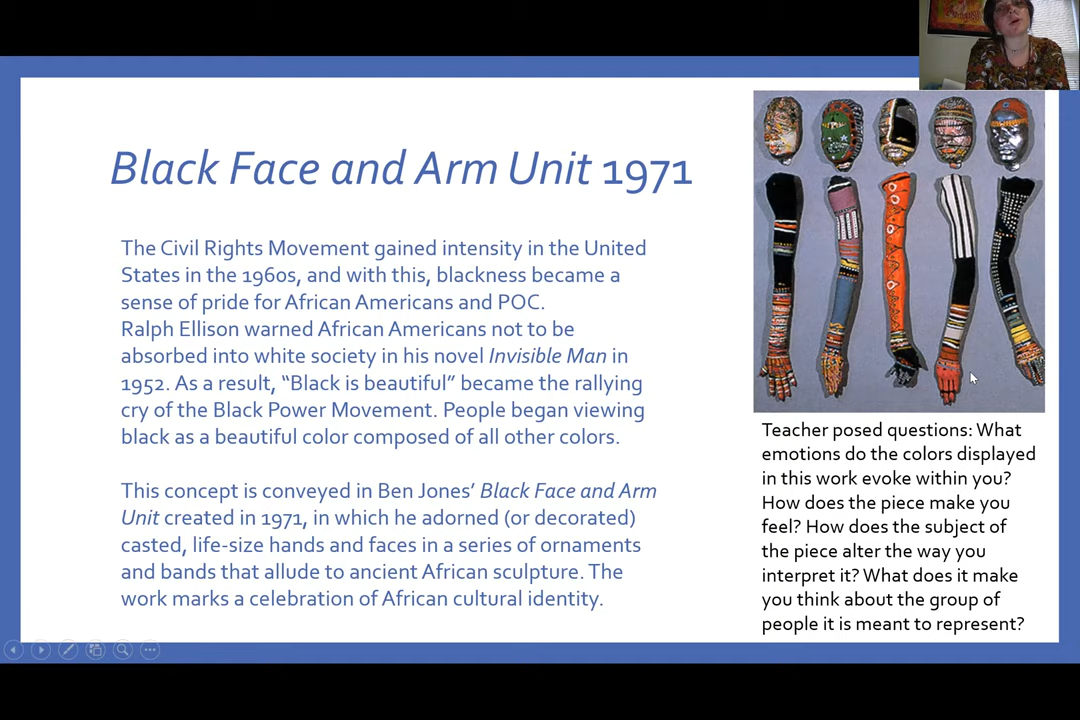 Black Face and Arm Unit 1971
The Civil Rights Movement gained intensity in the United
States in the 1960s, and with this, blackness became a
sense of pride for African Americans and POC.
Ralph Ellison warned African Americans not to be
absorbed into white society in his novel Invisible Man in
1952. As a result, “Black is beautiful” became the rallying
cry of the Black Power Movement. People began viewing
black as a beautiful color composed of all other colors.
This concept is conveyed in Ben Jones’ Black Face and Arm
Unit created in 1971, in which he adorned (or decorated)
casted, life-size hands and faces in a series of ornaments
and bands that allude to ancient African sculpture. The
work marks a celebration of African cultural identity.
Teacher posed questions: What
emotions do the colors displayed
in this work evoke within you?
How does the piece make you
feel? How does the subject of
the piece alter the way you
interpret it? What does it make
you think about the group of
people it is meant to represent?